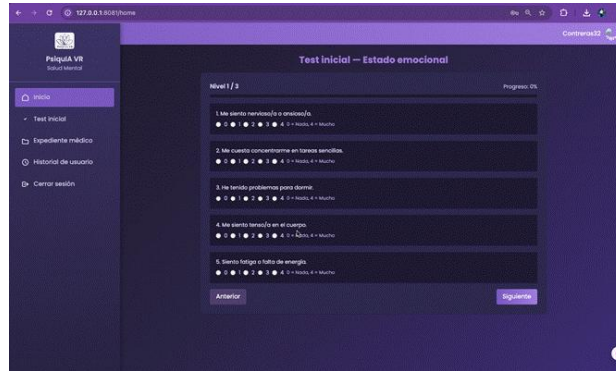 127.0.0.1:8081/home
Contreras32
PsiquIA VR
Salud Mental
Inicio
Test inicial
Expediente médico
Historial de usuario
Cerrar sesión
Test inicial — Estado emocional
Nivel 1 / 3
Progreso: 0%
1. Me siento nervioso/a o ansioso/a.
0 1 2 3 4 0 = Nada, 4 = Mucho
2. Me cuesta concentrarme en tareas sencillas.
0 1 2 3 4 0 = Nada, 4 = Mucho
3. He tenido problemas para dormir.
0 1 2 3 4 0 = Nada, 4 = Mucho
4. Me siento tenso/a en el cuerpo.
0 1 2 3 4 0 = Nada, 4 = Mucho
5. Siento fatiga o falta de energía.
0 1 2 3 4 0 = Nada, 4 = Mucho
Anterior
Siguiente